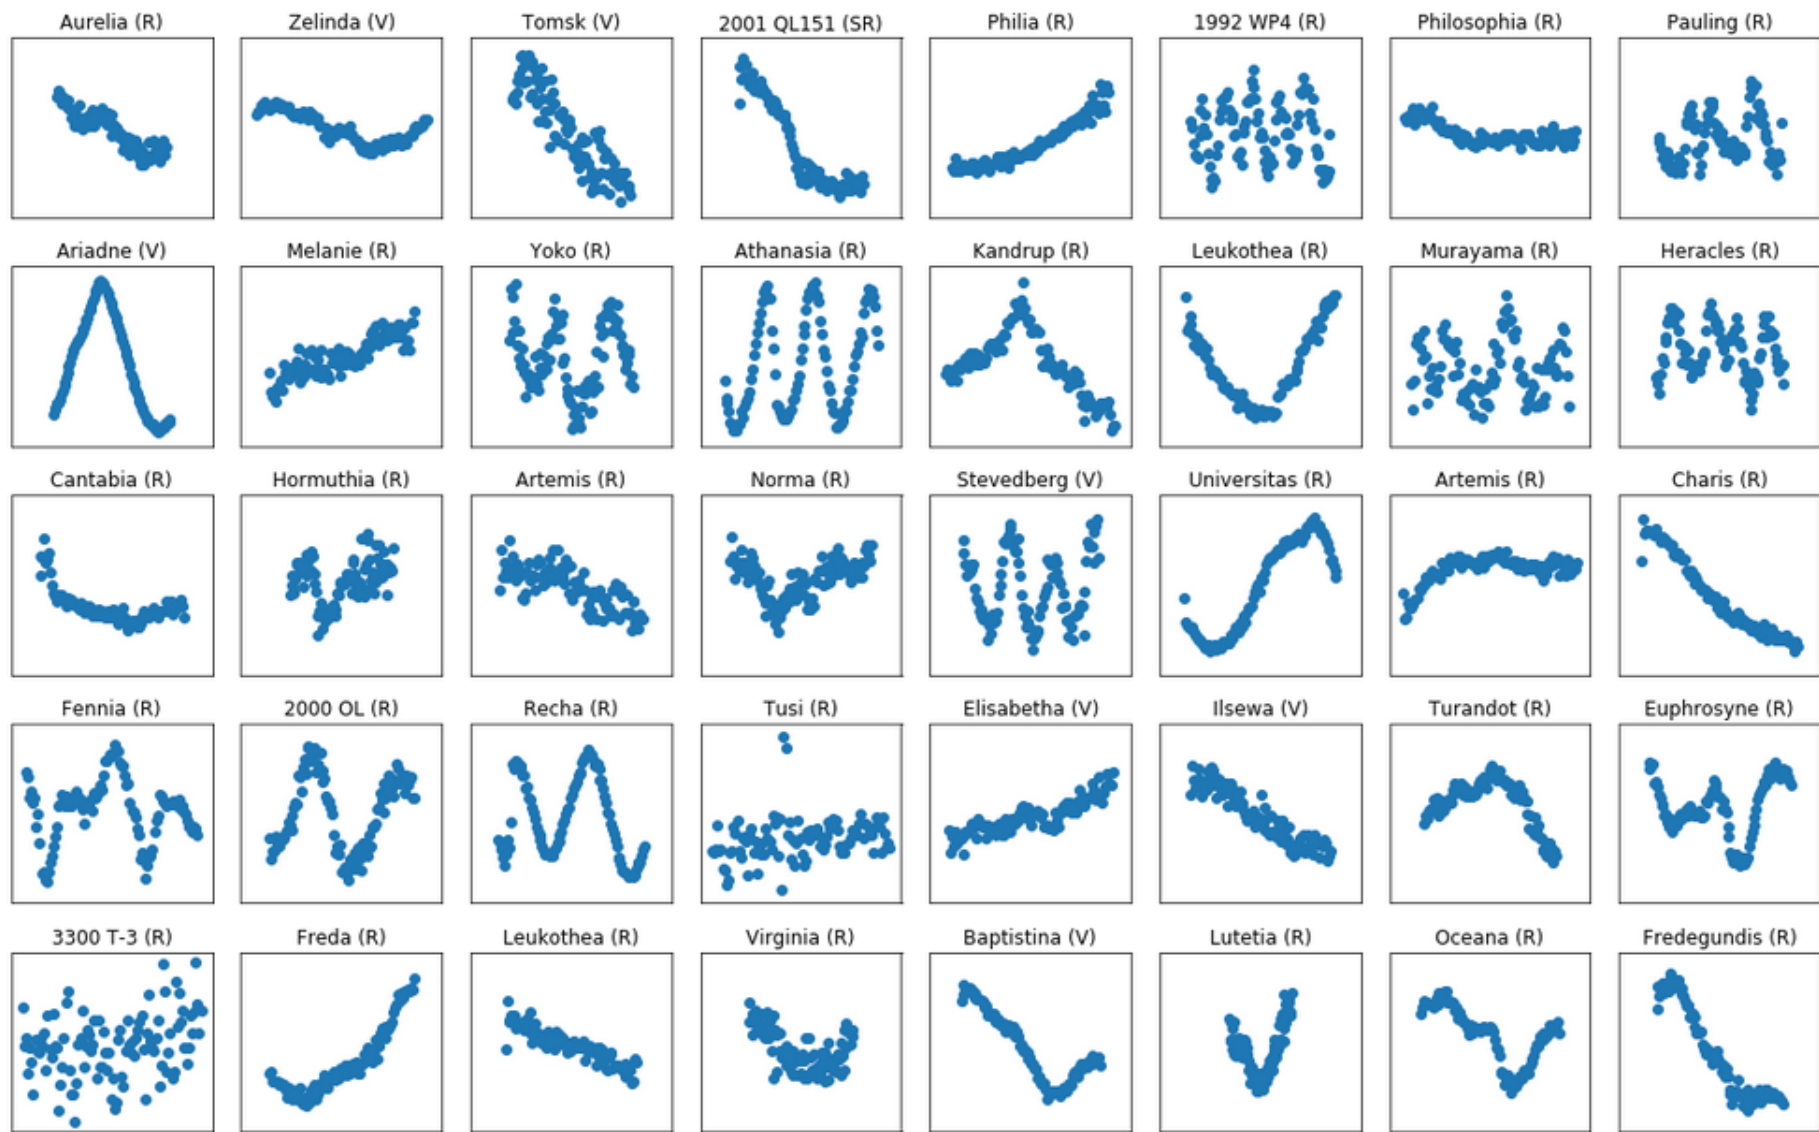 Aurelia (R) Zelinda (V) Tomsk (V) 2001 QL151 (SR) Philia (R) 1992 WP4 (R) Philosophia (R) Pauling (R)
Ariadne (V) Melanie (R) Yoko (R) Athanasia (R) Kandrup (R) Leukothea (R) Murayama (R) Heracles (R)
Cantabia (R) Hormuthia (R) Artemis (R) Norma (R) Stevedberg (V) Universitas (R) Artemis (R) Charis (R)
Fennia (R) 2000 OL (R) Recha (R) Tusi (R) Elisabetha (V) Ilsewa (V) Turandot (R) Euphrosyne (R)
3300 T-3 (R) Freda (R) Leukothea (R) Virginia (R) Baptistina (V) Lutetia (R) Oceana (R) Fredegundis (R)